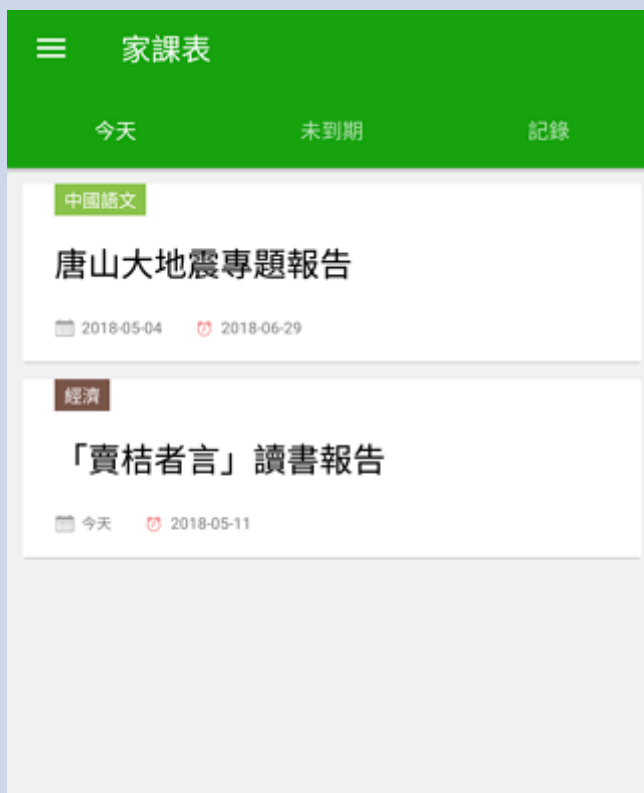 家課表
今天 未到期 記錄
中國語文
唐山大地震專題報告
2018-05-04 2018-06-29
經濟
「賣桔者言」讀書報告
今天 2018-05-11